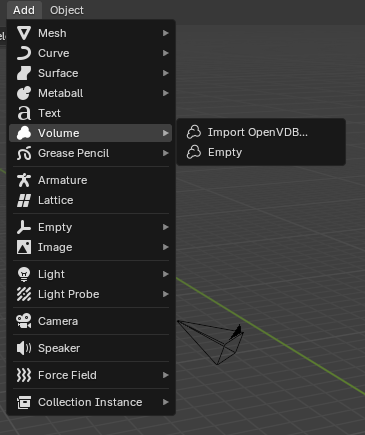 Add Object
Mesh
Curve
Surface
Metaball
Text
Volume
Import OpenVDB...
Empty
Grease Pencil
Armature
Lattice
Empty
Image
Light
Light Probe
Camera
Speaker
Force Field
Collection Instance